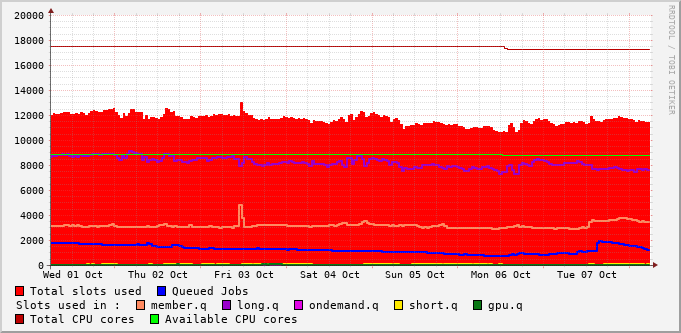 20000
18000
16000
14000
12000
10000
8000
6000
4000
2000
0
Wed 01 Oct Thu 02 Oct Fri 03 Oct Sat 04 Oct Sun 05 Oct Mon 06 Oct Tue 07 Oct
Total slots used Queued Jobs
Slots used in : member.q long.q ondemand.q short.q gpu.q
Total CPU cores Available CPU cores
RRDTOOL / TOBI OETIKER